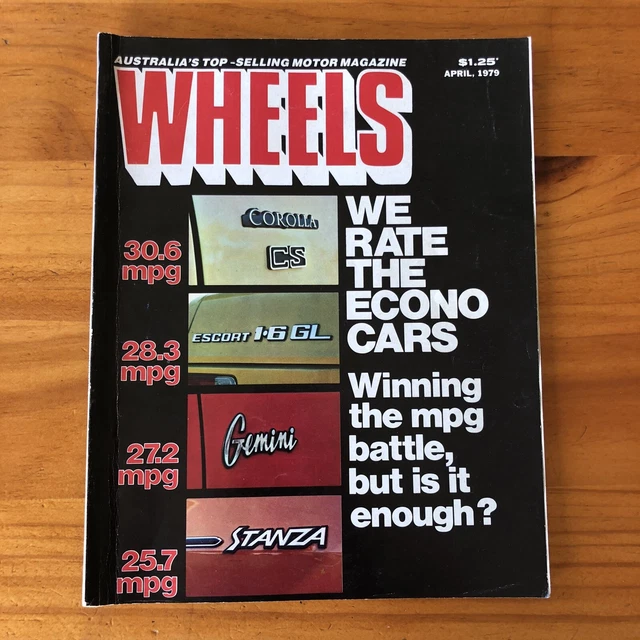 AUSTRALIA'S TOP-SELLING MOTOR MAGAZINE
$1.25*
APRIL, 1979
WHEELS
COROLLA
CS
30.6
mpg
ESCORT 1·6 GL
28.3
mpg
Gemini
27.2
mpg
STANZA
25.7
mpg
WE
RATE
THE
ECONO
CARS
Winning
the mpg
battle,
but is it
enough?